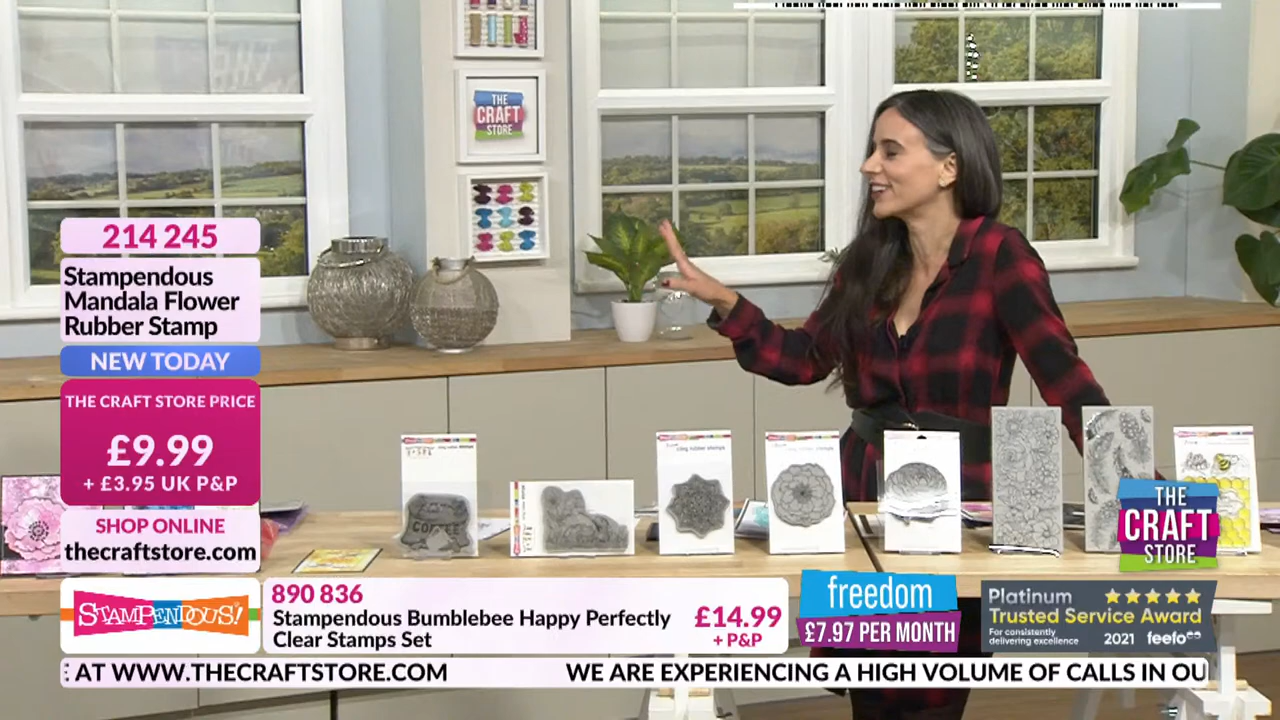 THE
CRAFT
STORE
214 245
Stampendous
Mandala Flower
Rubber Stamp
NEW TODAY
THE CRAFT STORE PRICE
£9.99
+ £3.95 UK P&P
SHOP ONLINE
thecraftstore.com
COFFEE
THE
CRAFT
STORE
STAMPENDOUS!
890 836
Stampendous Bumblebee Happy Perfectly
Clear Stamps Set
£14.99
+ P&P
freedom
£7.97 PER MONTH
Platinum
Trusted Service Award
For consistently
delivering excellence
2021 feefo
AT WWW.THECRAFTSTORE.COM WE ARE EXPERIENCING A HIGH VOLUME OF CALLS IN OU